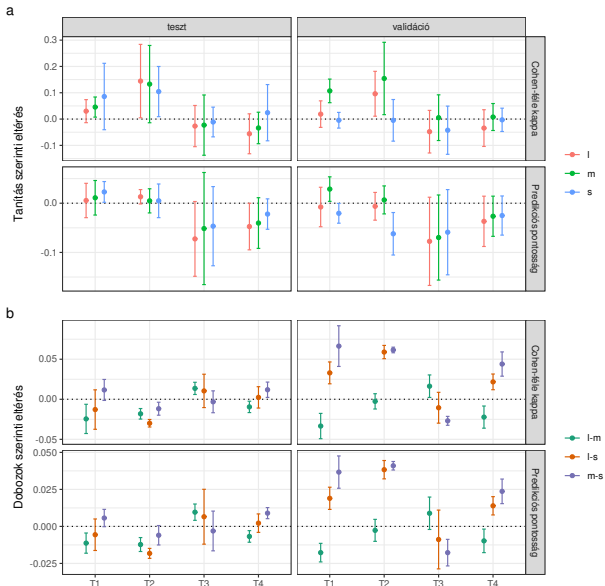 a
teszt
validáció
Tanítás szerinti eltérés
0.3
0.2
0.1
0.0
-0.1
Cohen-féle kappa
0.0
-0.1
Predikciós pontosság
l
m
s
b
Dobozok szerinti eltérés
0.05
0.00
-0.05
Cohen-féle kappa
0.050
0.025
0.000
-0.025
Predikciós pontosság
T1 T2 T3 T4
T1 T2 T3 T4
l-m
l-s
m-s